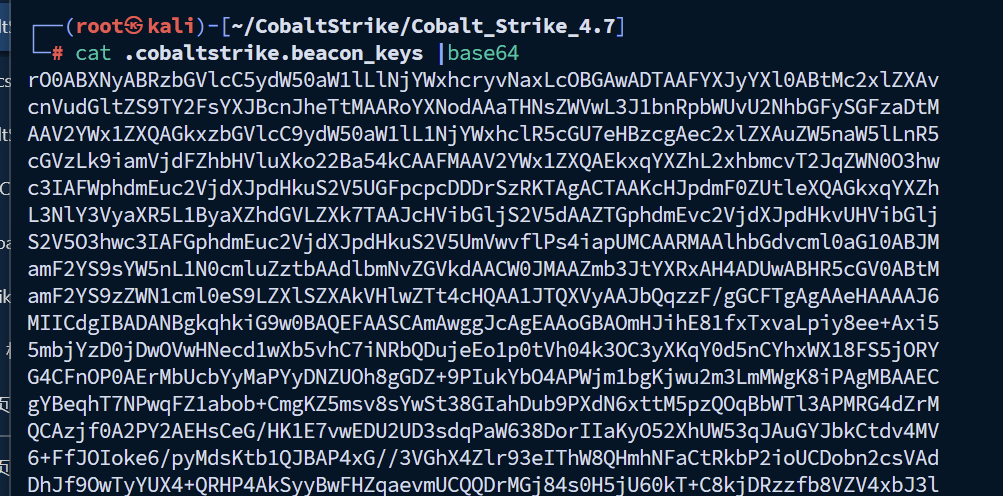 (root㉿kali)-[~/CobaltStrike/Cobalt_Strike_4.7]
# cat .cobaltstrike.beacon_keys |base64
rO0ABXNyABRzbGVlcC5ydW50aW1lLlNjYWxhcryvNaxLcOBGAwADTAAFYXJyYXl0ABtMc2xlZXAv
cnVudGltZS9TY2FsYXJBcnJheTtMAARoYXNodAAaTHNsZWVwL3J1bnRpbWUvU2NhbGFySGFzaDtM
AAV2YWx1ZXQAGkxzbGVlcC9ydW50aW1lL1NjYWxhclR5cGU7eHBzcgAec2xlZXAuZW5naW5lLnR5
cGVzLk9iamVjdFZhbHVluXko22Ba54kCAAFMAAV2YWx1ZXQAEkxqYXZhL2xhbmcvT2JqZWN0O3hw
c3IAFWphdmEuc2VjdXJpdHkuS2V5UGFpcpcDDDrSzRKTAgACTAAKcHJpdmF0ZUtleXQAGkxqYXZh
L3NlY3VyaXR5L1ByaXZhdGVLZXk7TAAJcHVibGljS2V5dAAZTGphdmEvc2VjdXJpdHkvUHVibGlj
S2V5O3hwc3IAFGphdmEuc2VjdXJpdHkuS2V5UmVwvflPs4iapUMCAARMAAlhbGdvcml0aG10ABJM
amF2YS9sYW5nL1N0cmluZztbAAdlbmNvZGVkdAACW0JMAAZmb3JtYXRxAH4ADUwABHR5cGV0ABtM
amF2YS9zZWN1cml0eS9LZXlSZXAkVHlwZTt4cHQAA1JTQXVyAAJbQqzzF/gGCFTgAgAAeHAAAAJ6
MIICdgIBADANBgkqhkiG9w0BAQEFAASCAmAwggJcAgEAAoGBAOmHJihE81fxTxvaLpiy8ee+Axi5
5mbjYzD0jDwOVwHNecd1wXb5vhC7iNRbQDujeEo1p0tVh04k3OC3yXKqY0d5nCYhxWX18FS5jORY
G4CFnOP0AErMbUcbYyMaPYyDNZUOh8gGDZ+9PIukYbO4APWjm1bgKjwu2m3LmMWgK8iPAgMBAAEC
gYBeqhT7NPwqFZ1abob+CmgKZ5msv8sYwSt38GIahDub9PXdN6xttM5pzQOqBbWTl3APMRG4dZrM
QCAzjf0A2PY2AEHsCeG/HK1E7vwEDU2UD3sdqPaW638DorIIaKyO52XhUW53qJAuGYJbkCtdv4MV
6+FfJOIoke6/pyMdsKtb1QJBAP4xG//3VGhX4Zlr93eIThW8QHmhNFaCtRkbP2ioUCDobn2csVAd
DhJf9OwTyYUX4+QRHP4AkSyyBwFHZqaevmUCQQDrMGj84s0H5jU60kT+C8kjDRzzfb8VZV4xbJ3l